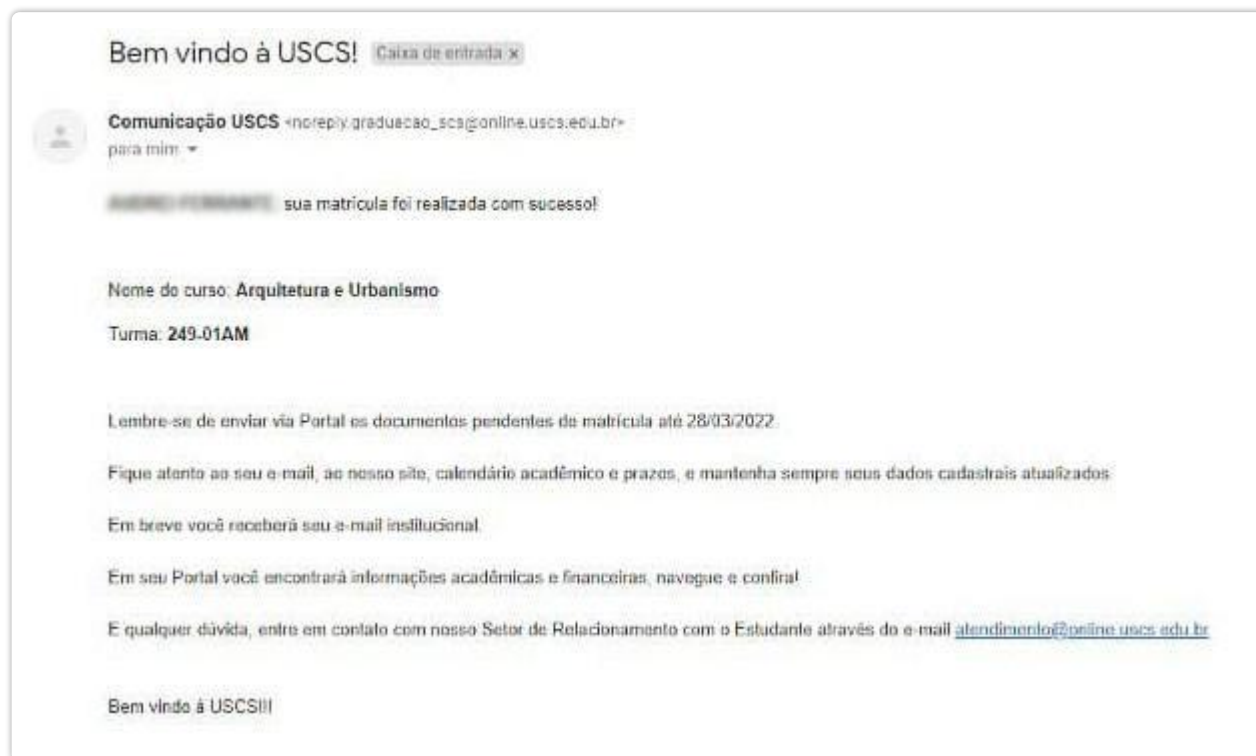 Bem vindo à USCS! Caixa de entrada x
Comunicação USCS <noreply.graduacao_scs@online.uscs.edu.br>
para mim
sua matricula foi realizada com sucesso!
Nome do curso: Arquitetura e Urbanismo
Turma: 249-01AM
Lembre-se de enviar via Portal os documentos pendentes de matrícula até 28/03/2022.
Fique atento ao seu e-mail, ao nosso site, calendário acadêmico e prazos, e mantenha sempre seus dados cadastrais atualizados.
Em breve você receberá seu e-mail institucional.
Em seu Portal você encontrará informações acadêmicas e financeiras, navegue e confira!
E qualquer dúvida, entre em contato com nosso Setor de Relacionamento com o Estudante através do e-mail atendimento@online.uscs.edu.br
Bem vindo à USCS!!!